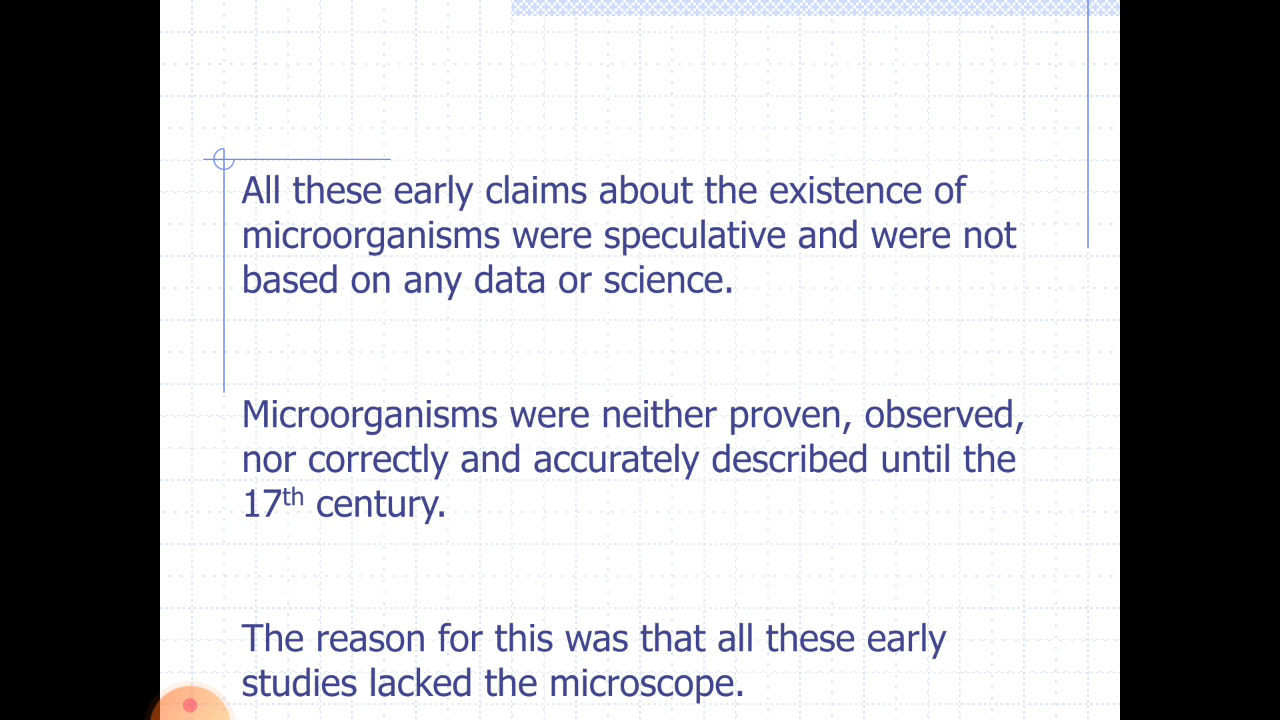 All these early claims about the existence of
microorganisms were speculative and were not
based on any data or science.
Microorganisms were neither proven, observed,
nor correctly and accurately described until the
17th century.
The reason for this was that all these early
studies lacked the microscope.